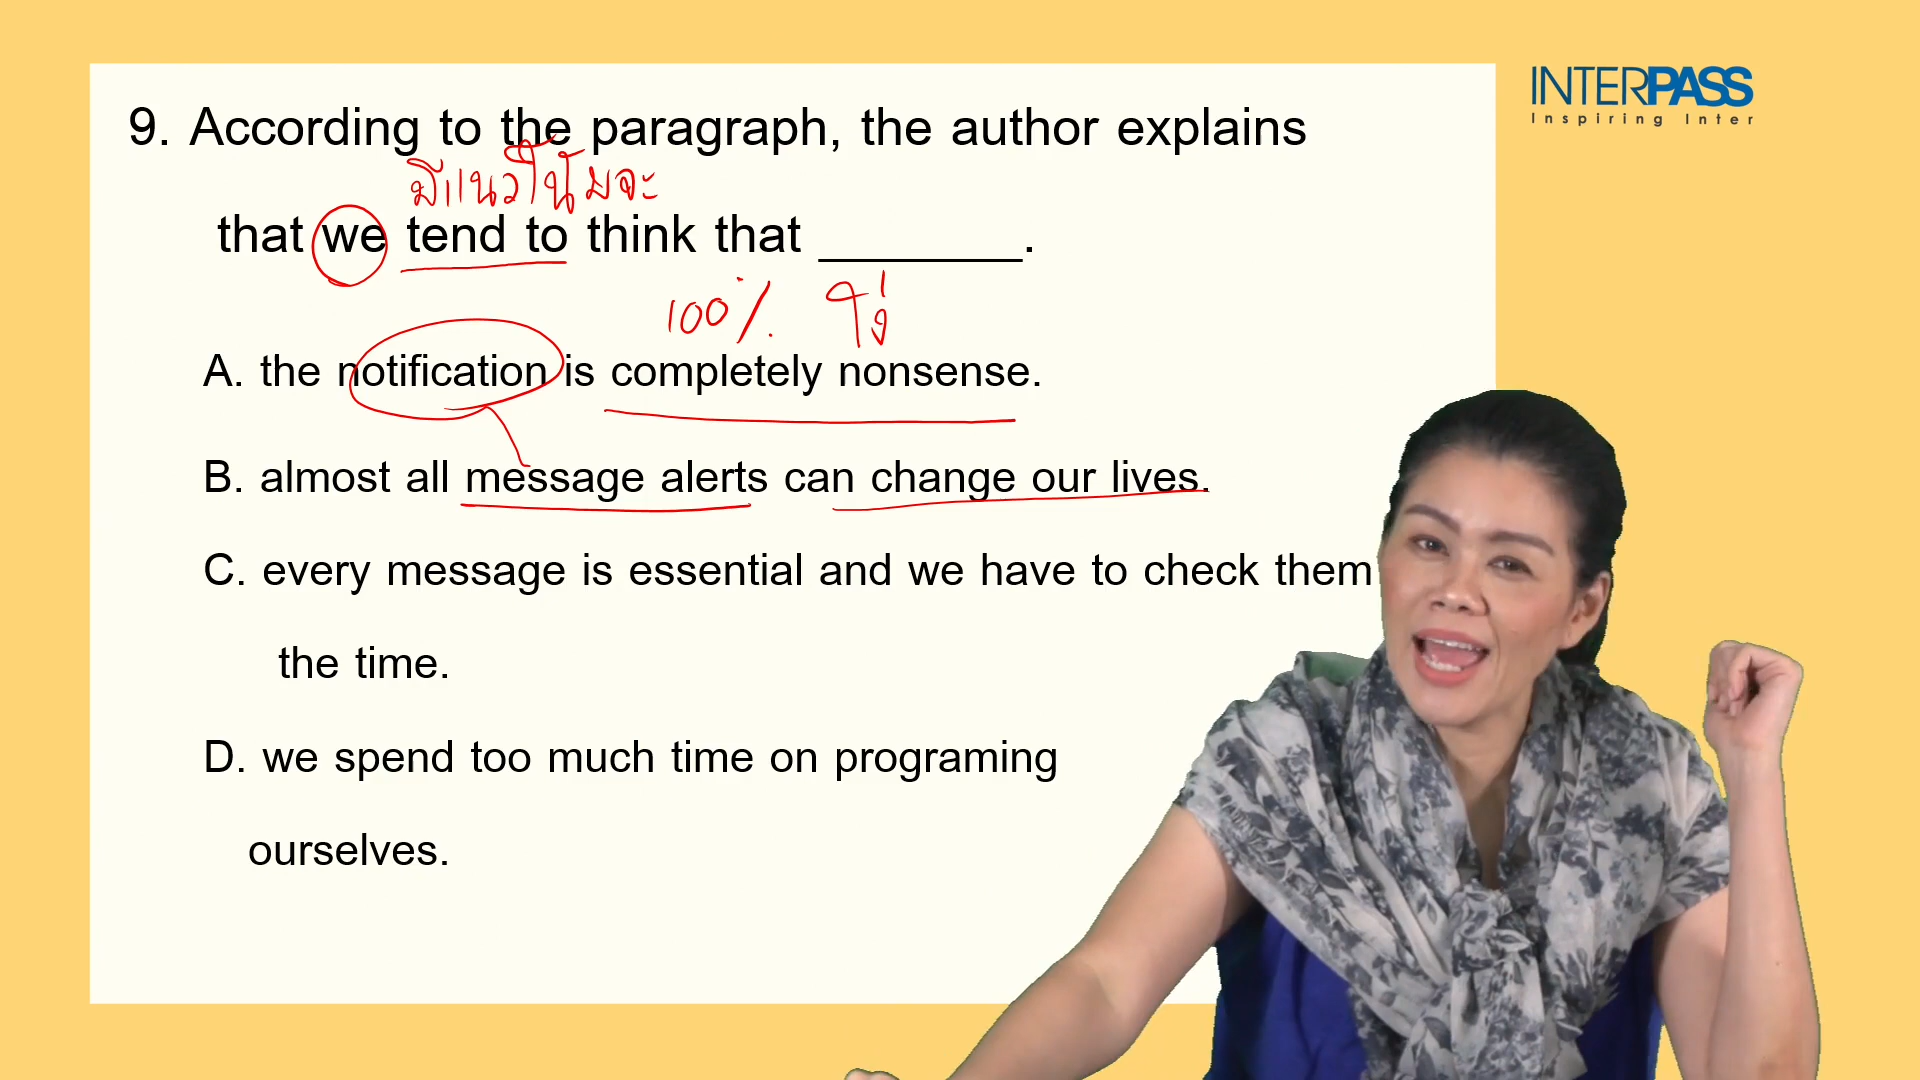 INTERPASS
Inspiring Inter
9. According to the paragraph, the author explains
มีแนวโน้มจะ
that we tend to think that ________.
100% โง่
A. the notification is completely nonsense.
B. almost all message alerts can change our lives.
C. every message is essential and we have to check them
the time.
D. we spend too much time on programing
ourselves.